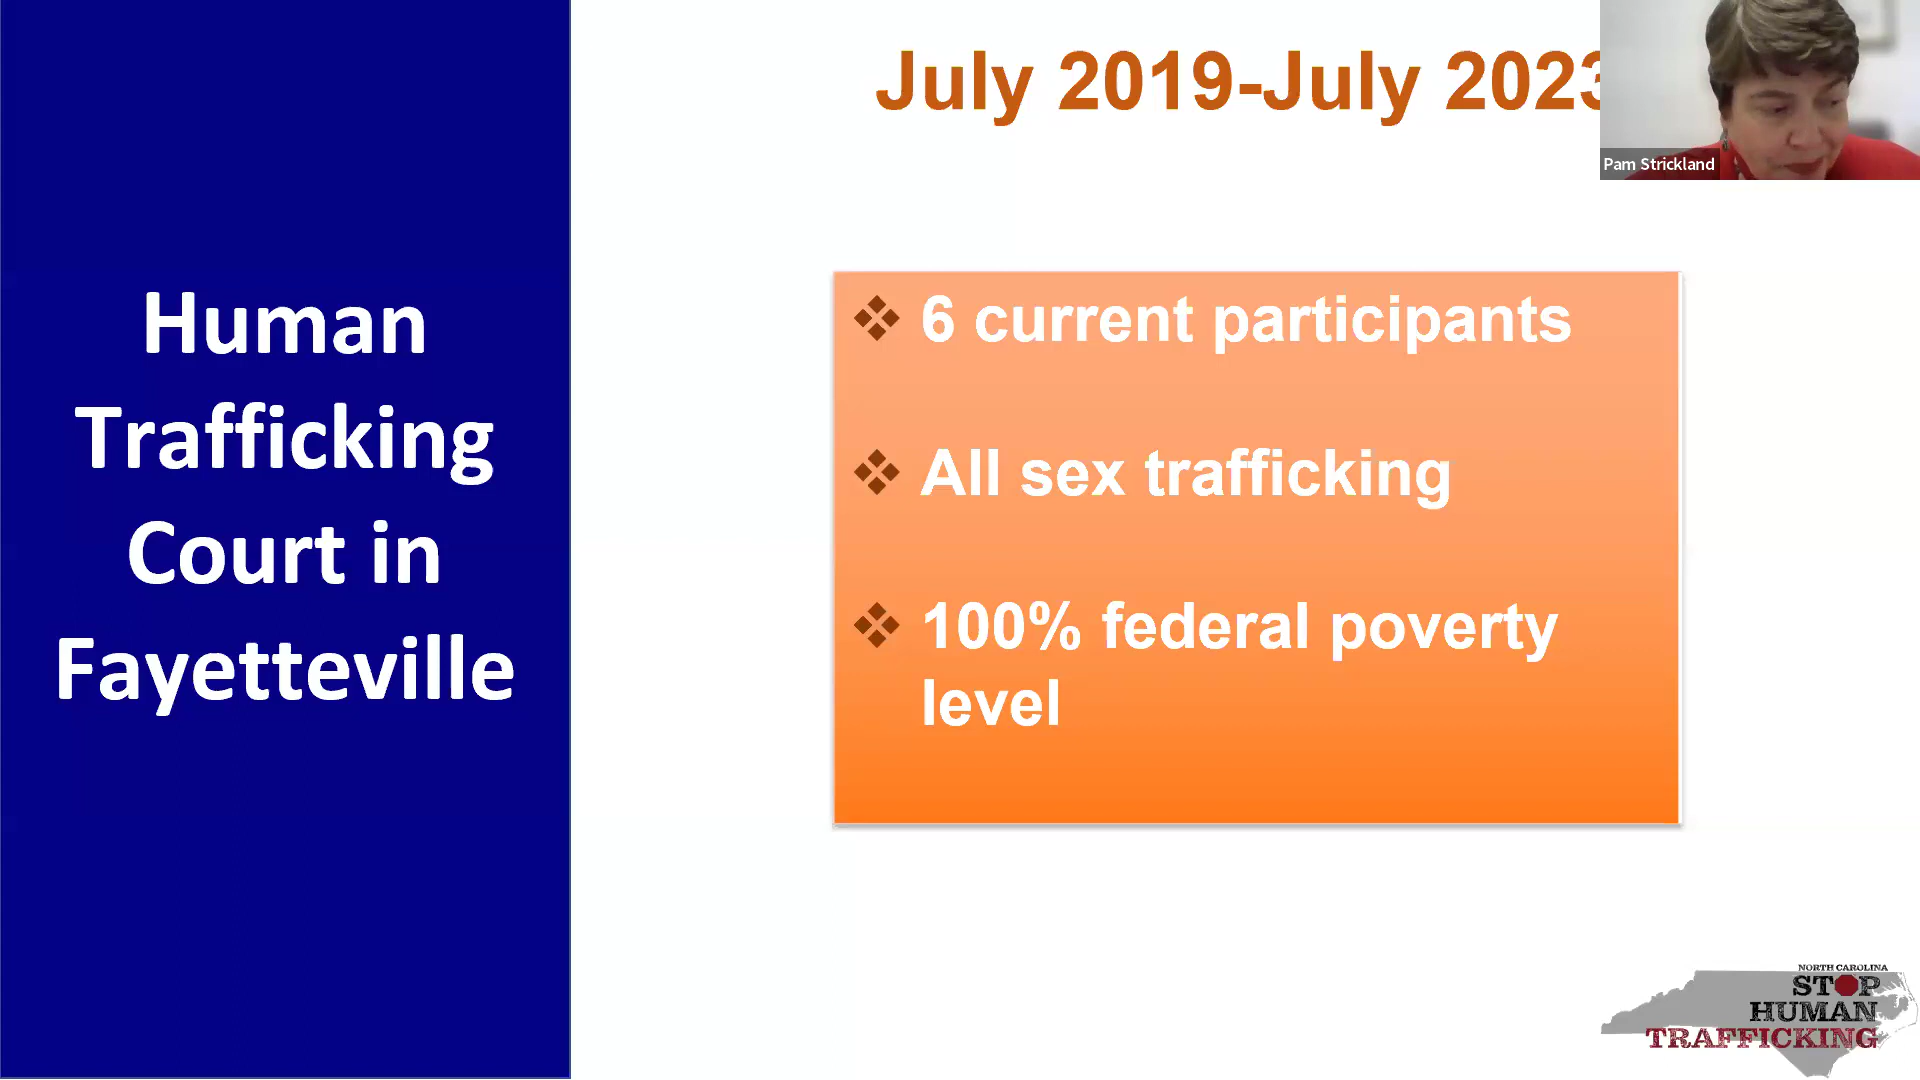 July 2019-July 2023
Pam Strickland
Human
Trafficking
Court in
Fayetteville
❖ 6 current participants
❖ All sex trafficking
❖ 100% federal poverty
level
NORTH CAROLINA
STOP
HUMAN
TRAFFICKING